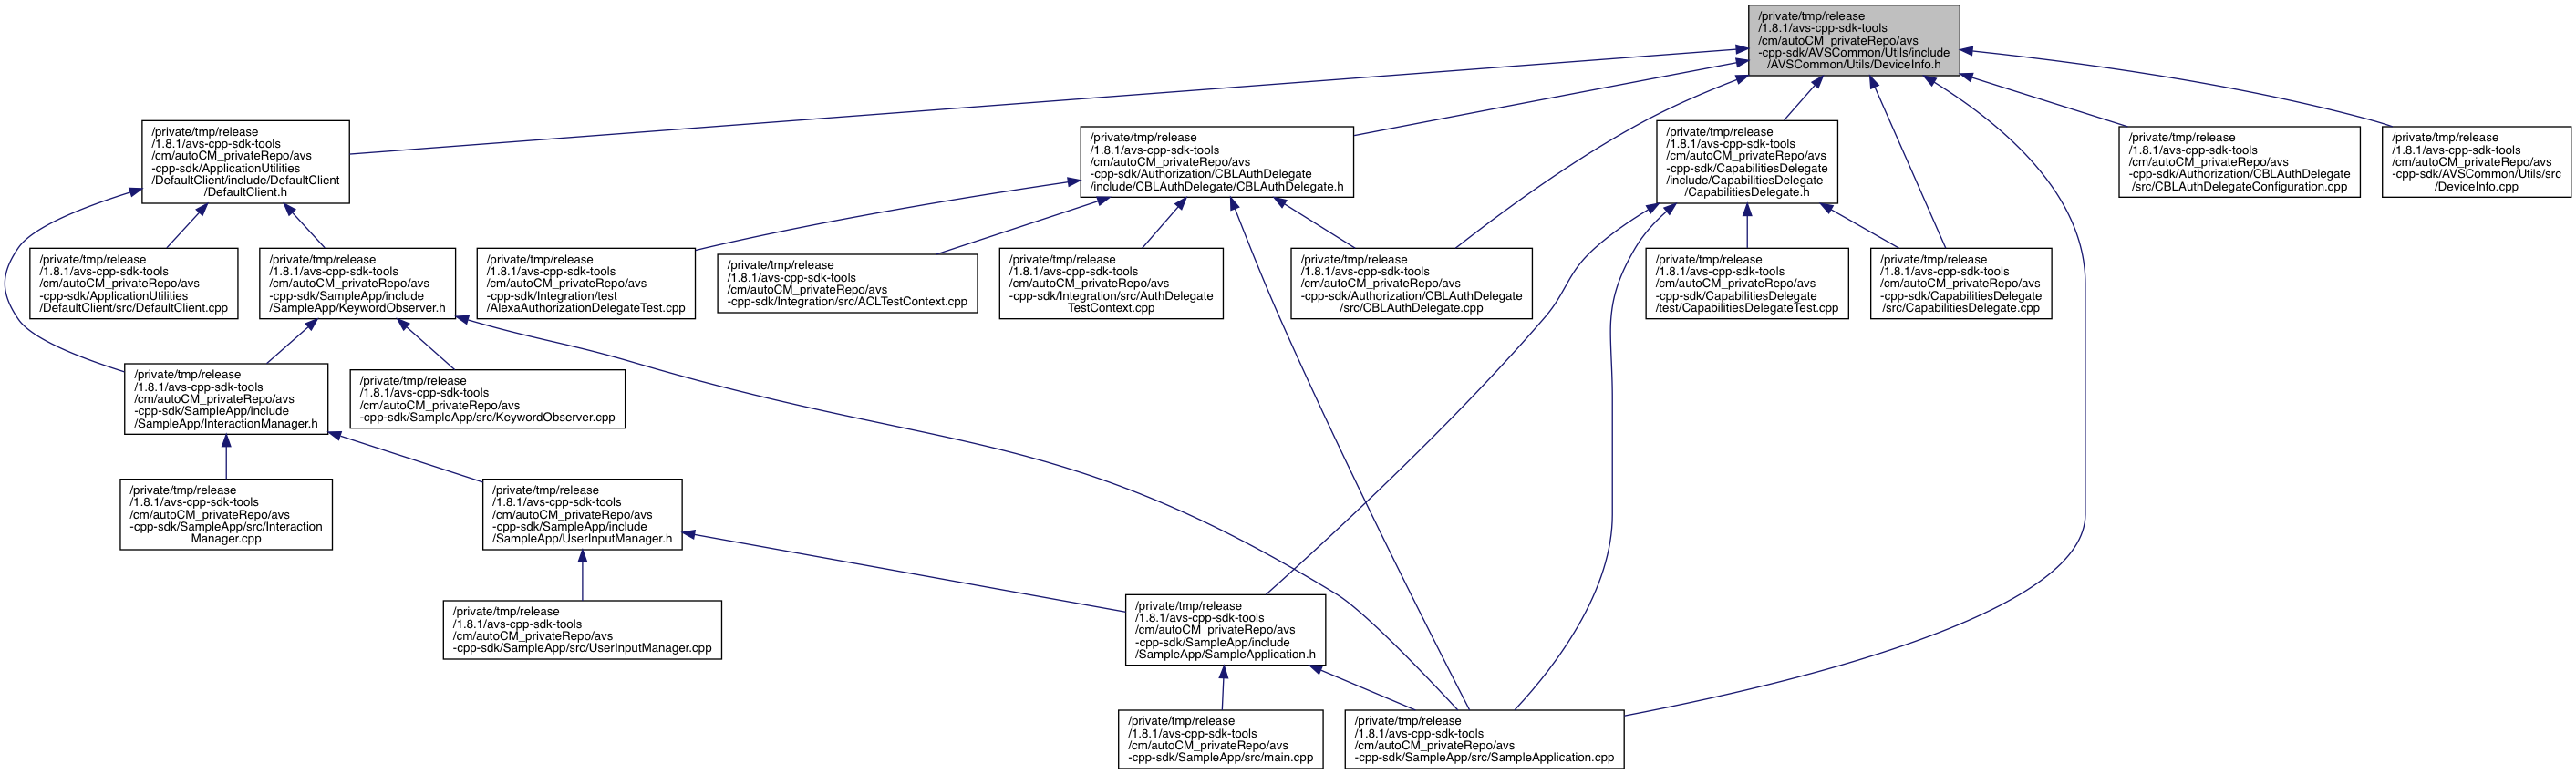 /private/tmp/release
/1.8.1/avs-cpp-sdk-tools
/cm/autoCM_privateRepo/avs
-cpp-sdk/AVSCommon/Utils/include
/AVSCommon/Utils/DeviceInfo.h
/private/tmp/release
/1.8.1/avs-cpp-sdk-tools
/cm/autoCM_privateRepo/avs
-cpp-sdk/ApplicationUtilities
/DefaultClient/include/DefaultClient
/DefaultClient.h
/private/tmp/release
/1.8.1/avs-cpp-sdk-tools
/cm/autoCM_privateRepo/avs
-cpp-sdk/Authorization/CBLAuthDelegate
/include/CBLAuthDelegate/CBLAuthDelegate.h
/private/tmp/release
/1.8.1/avs-cpp-sdk-tools
/cm/autoCM_privateRepo/avs
-cpp-sdk/CapabilitiesDelegate
/include/CapabilitiesDelegate
/CapabilitiesDelegate.h
/private/tmp/release
/1.8.1/avs-cpp-sdk-tools
/cm/autoCM_privateRepo/avs
-cpp-sdk/Authorization/CBLAuthDelegate
/src/CBLAuthDelegateConfiguration.cpp
/private/tmp/release
/1.8.1/avs-cpp-sdk-tools
/cm/autoCM_privateRepo/avs
-cpp-sdk/AVSCommon/Utils/src
/DeviceInfo.cpp
/private/tmp/release
/1.8.1/avs-cpp-sdk-tools
/cm/autoCM_privateRepo/avs
-cpp-sdk/ApplicationUtilities
/DefaultClient/src/DefaultClient.cpp
/private/tmp/release
/1.8.1/avs-cpp-sdk-tools
/cm/autoCM_privateRepo/avs
-cpp-sdk/SampleApp/include
/SampleApp/KeywordObserver.h
/private/tmp/release
/1.8.1/avs-cpp-sdk-tools
/cm/autoCM_privateRepo/avs
-cpp-sdk/Integration/test
/AlexaAuthorizationDelegateTest.cpp
/private/tmp/release
/1.8.1/avs-cpp-sdk-tools
/cm/autoCM_privateRepo/avs
-cpp-sdk/Integration/src/ACLTestContext.cpp
/private/tmp/release
/1.8.1/avs-cpp-sdk-tools
/cm/autoCM_privateRepo/avs
-cpp-sdk/Integration/src/AuthDelegate
TestContext.cpp
/private/tmp/release
/1.8.1/avs-cpp-sdk-tools
/cm/autoCM_privateRepo/avs
-cpp-sdk/Authorization/CBLAuthDelegate
/src/CBLAuthDelegate.cpp
/private/tmp/release
/1.8.1/avs-cpp-sdk-tools
/cm/autoCM_privateRepo/avs
-cpp-sdk/CapabilitiesDelegate
/test/CapabilitiesDelegateTest.cpp
/private/tmp/release
/1.8.1/avs-cpp-sdk-tools
/cm/autoCM_privateRepo/avs
-cpp-sdk/CapabilitiesDelegate
/src/CapabilitiesDelegate.cpp
/private/tmp/release
/1.8.1/avs-cpp-sdk-tools
/cm/autoCM_privateRepo/avs
-cpp-sdk/SampleApp/include
/SampleApp/InteractionManager.h
/private/tmp/release
/1.8.1/avs-cpp-sdk-tools
/cm/autoCM_privateRepo/avs
-cpp-sdk/SampleApp/src/KeywordObserver.cpp
/private/tmp/release
/1.8.1/avs-cpp-sdk-tools
/cm/autoCM_privateRepo/avs
-cpp-sdk/SampleApp/src/Interaction
Manager.cpp
/private/tmp/release
/1.8.1/avs-cpp-sdk-tools
/cm/autoCM_privateRepo/avs
-cpp-sdk/SampleApp/include
/SampleApp/UserInputManager.h
/private/tmp/release
/1.8.1/avs-cpp-sdk-tools
/cm/autoCM_privateRepo/avs
-cpp-sdk/SampleApp/src/UserInputManager.cpp
/private/tmp/release
/1.8.1/avs-cpp-sdk-tools
/cm/autoCM_privateRepo/avs
-cpp-sdk/SampleApp/include
/SampleApp/SampleApplication.h
/private/tmp/release
/1.8.1/avs-cpp-sdk-tools
/cm/autoCM_privateRepo/avs
-cpp-sdk/SampleApp/src/main.cpp
/private/tmp/release
/1.8.1/avs-cpp-sdk-tools
/cm/autoCM_privateRepo/avs
-cpp-sdk/SampleApp/src/SampleApplication.cpp